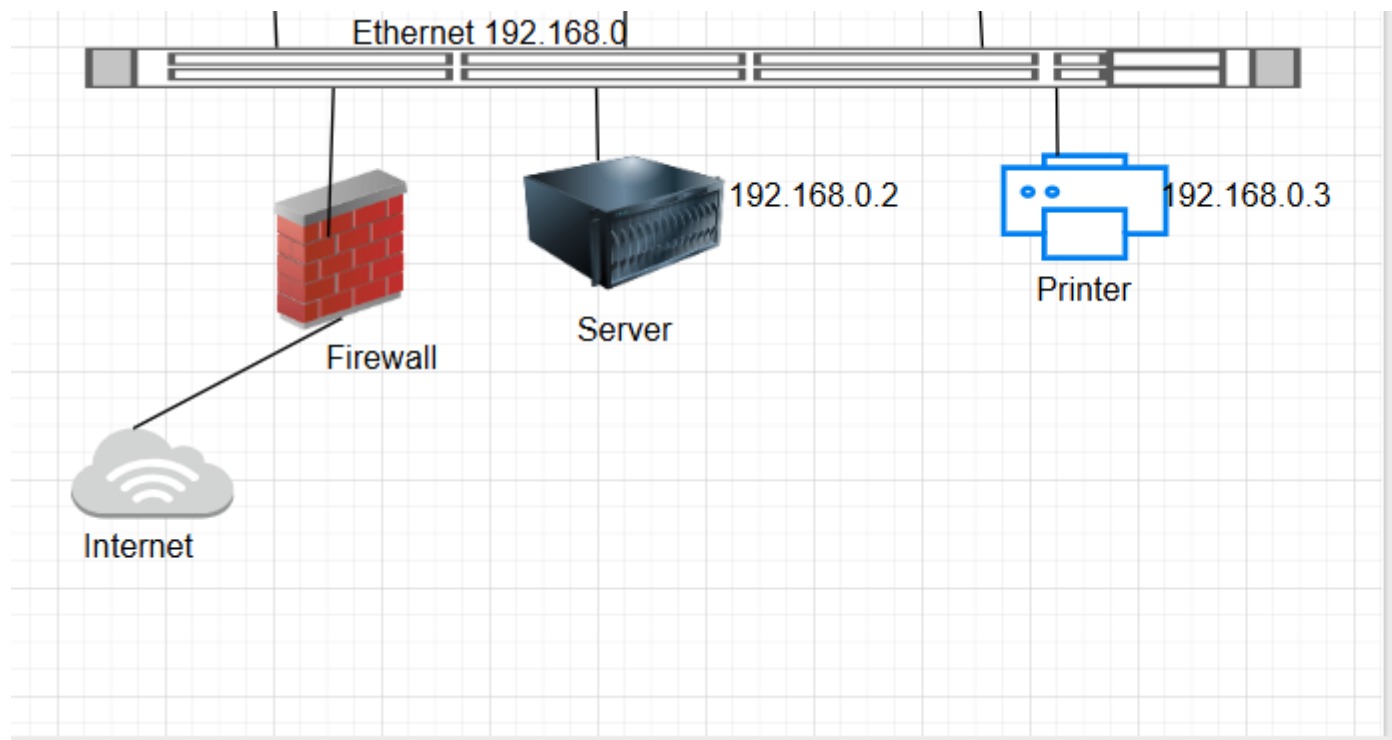 Ethernet 192.168.0
192.168.0.2
192.168.0.3
Printer
Server
Firewall
Internet